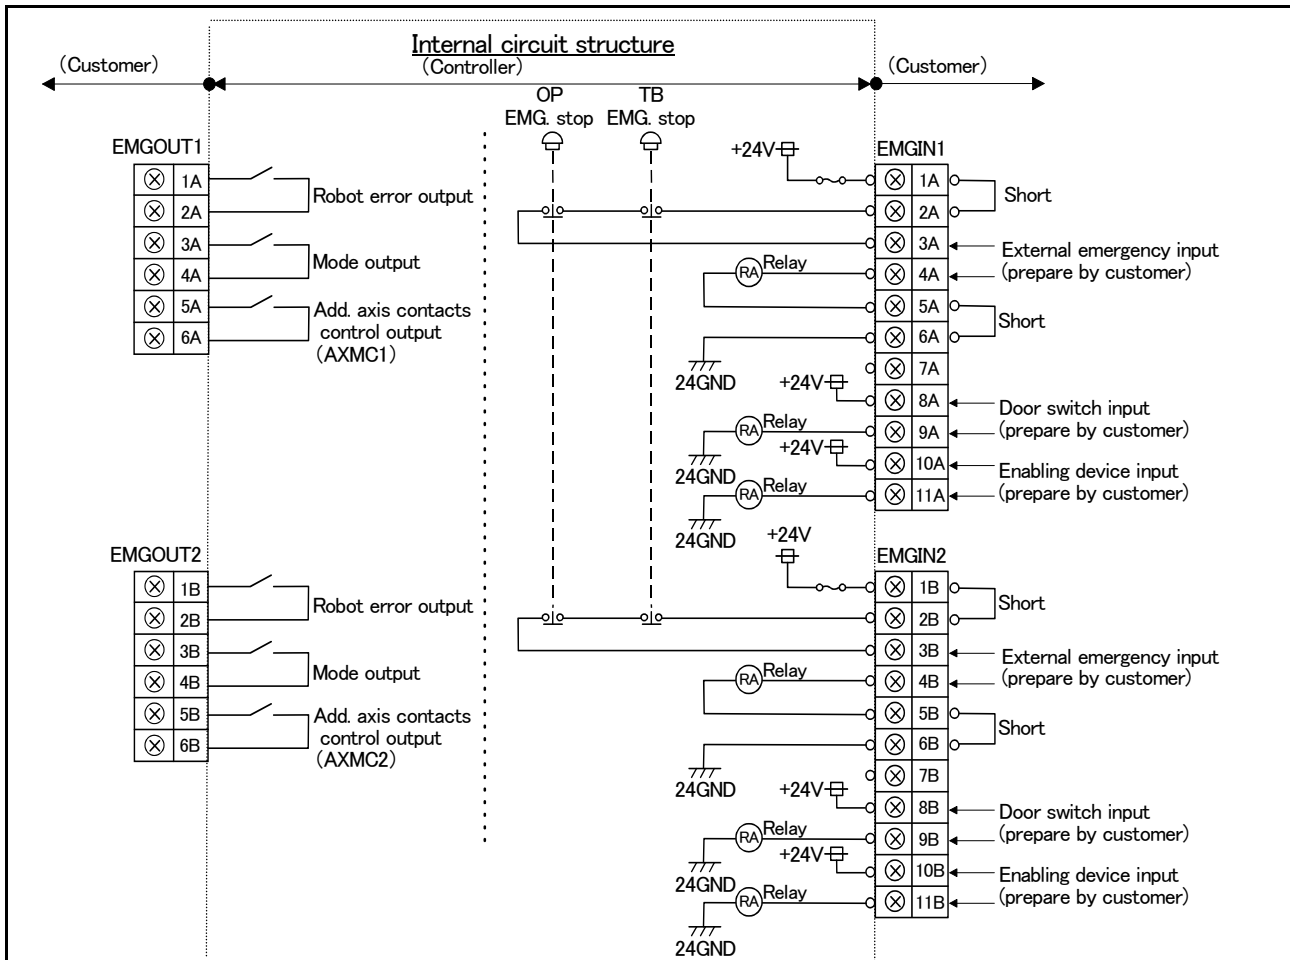 Internal circuit structure
(Customer)
(Controller)
(Customer)
OP
EMG. stop
TB
EMG. stop
EMGOUT1
1A
2A
3A
4A
5A
6A
Robot error output
Mode output
Add. axis contacts
control output
(AXMC1)
+24V
EMGIN1
1A
2A
3A
4A
5A
6A
7A
8A
9A
10A
11A
Short
External emergency input
(prepare by customer)
RA
Relay
Short
24GND
+24V
Door switch input
(prepare by customer)
RA
Relay
24GND
+24V
Enabling device input
(prepare by customer)
RA
Relay
24GND
EMGOUT2
1B
2B
3B
4B
5B
6B
Robot error output
Mode output
Add. axis contacts
control output
(AXMC2)
+24V
EMGIN2
1B
2B
3B
4B
5B
6B
7B
8B
9B
10B
11B
Short
External emergency input
(prepare by customer)
RA
Relay
Short
24GND
+24V
Door switch input
(prepare by customer)
RA
Relay
24GND
+24V
Enabling device input
(prepare by customer)
RA
Relay
24GND